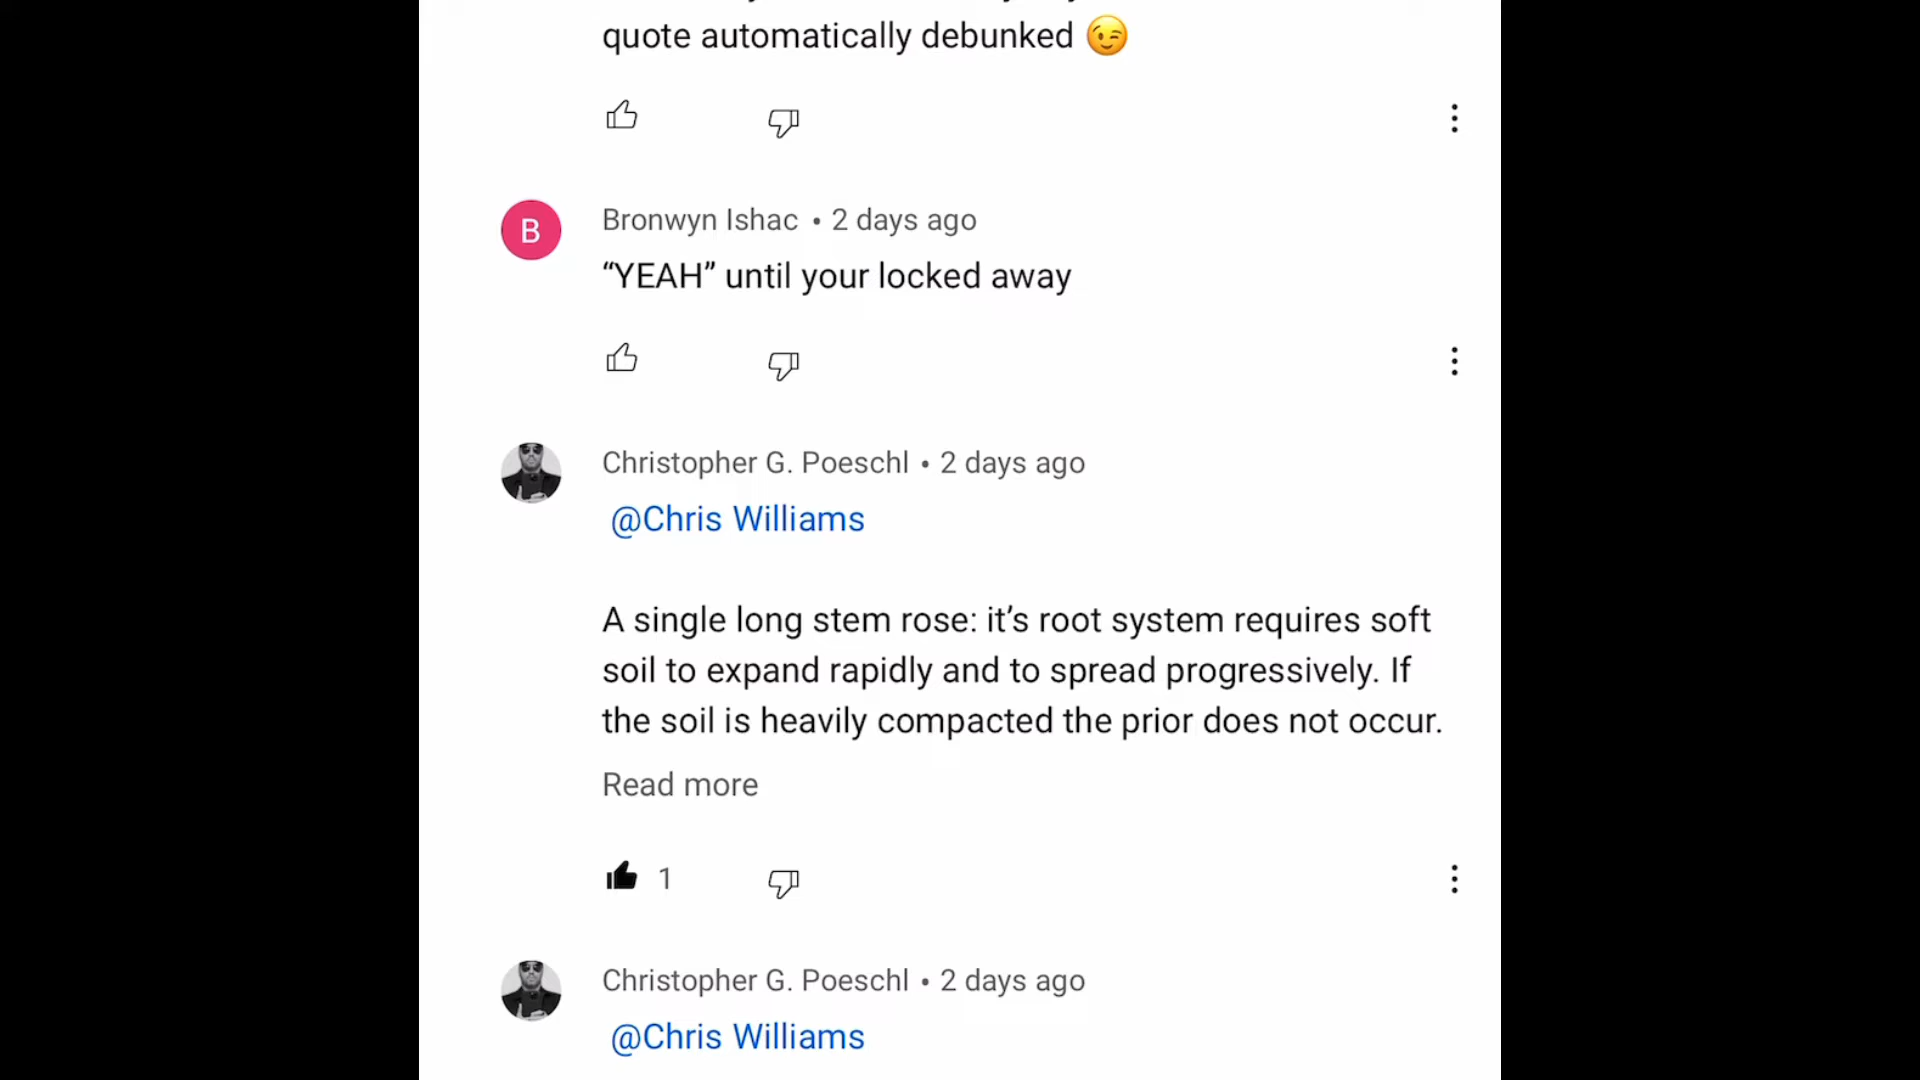 quote automatically debunked 😉
B
Bronwyn Ishac • 2 days ago
“YEAH” until your locked away
Christopher G. Poeschl • 2 days ago
@Chris Williams
A single long stem rose: it’s root system requires soft
soil to expand rapidly and to spread progressively. If
the soil is heavily compacted the prior does not occur.
Read more
1
Christopher G. Poeschl • 2 days ago
@Chris Williams